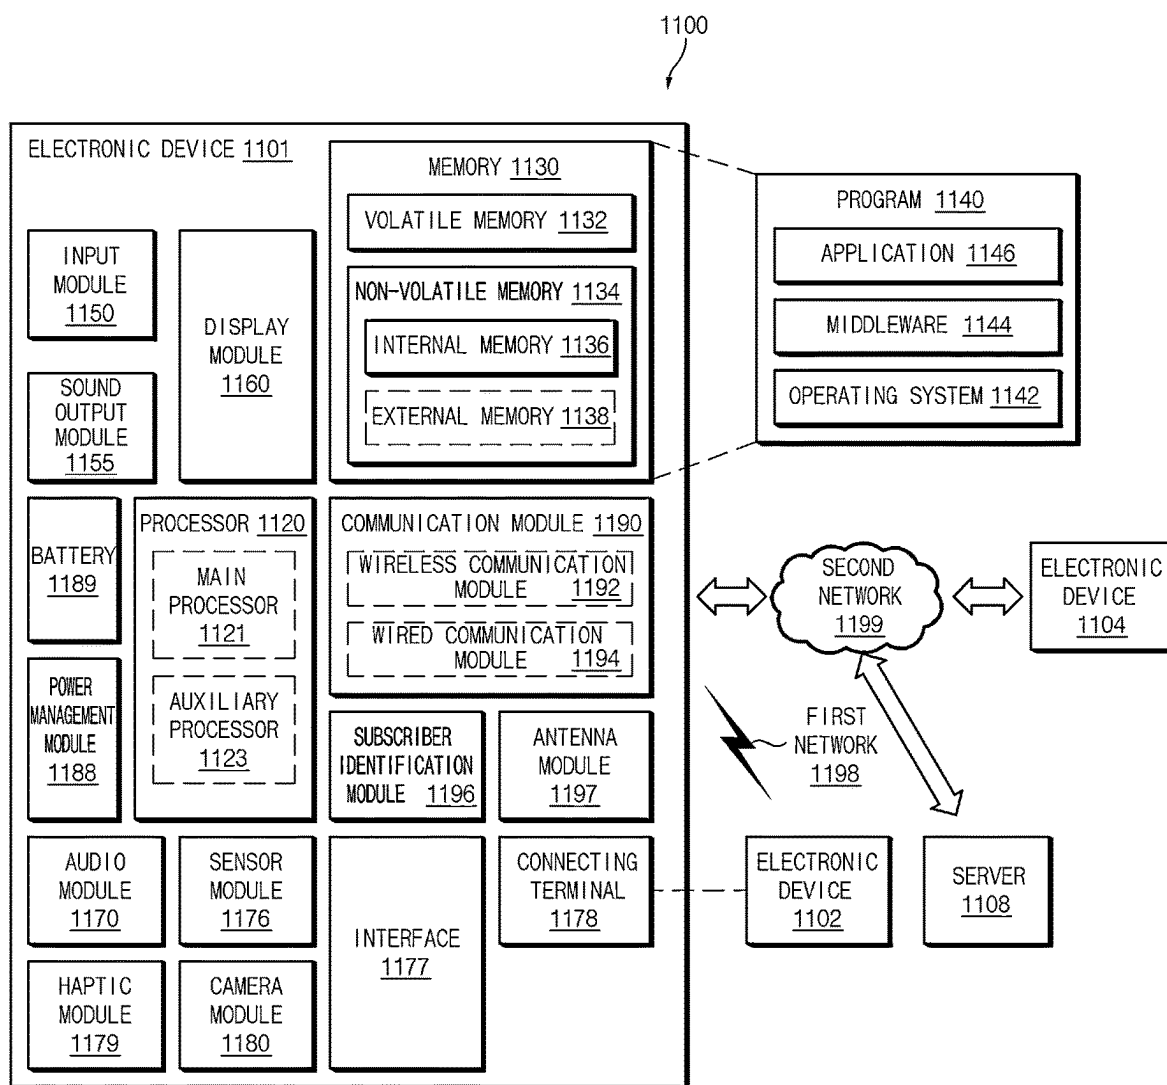 1100
ELECTRONIC DEVICE 1101
MEMORY 1130
VOLATILE MEMORY 1132
NON-VOLATILE MEMORY 1134
INTERNAL MEMORY 1136
EXTERNAL MEMORY 1138
INPUT
MODULE
1150
DISPLAY
MODULE
1160
SOUND
OUTPUT
MODULE
1155
PROGRAM 1140
APPLICATION 1146
MIDDLEWARE 1144
OPERATING SYSTEM 1142
BATTERY
1189
PROCESSOR 1120
MAIN
PROCESSOR
1121
AUXILIARY
PROCESSOR
1123
COMMUNICATION MODULE 1190
WIRELESS COMMUNICATION
MODULE 1192
WIRED COMMUNICATION
MODULE 1194
POWER
MANAGEMENT
MODULE
1188
SUBSCRIBER
IDENTIFICATION
MODULE 1196
ANTENNA
MODULE
1197
SECOND
NETWORK
1199
ELECTRONIC
DEVICE
1104
FIRST
NETWORK
1198
AUDIO
MODULE
1170
SENSOR
MODULE
1176
INTERFACE
1177
CONNECTING
TERMINAL
1178
ELECTRONIC
DEVICE
1102
SERVER
1108
HAPTIC
MODULE
1179
CAMERA
MODULE
1180